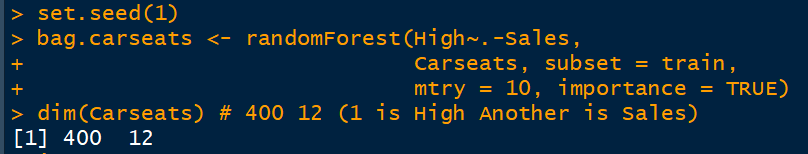 > set.seed(1)
> bag.carseats <- randomForest(High~.-Sales,
+                              Carseats, subset = train,
+                              mtry = 10, importance = TRUE)
> dim(Carseats) # 400 12 (1 is High Another is Sales)
[1] 400  12